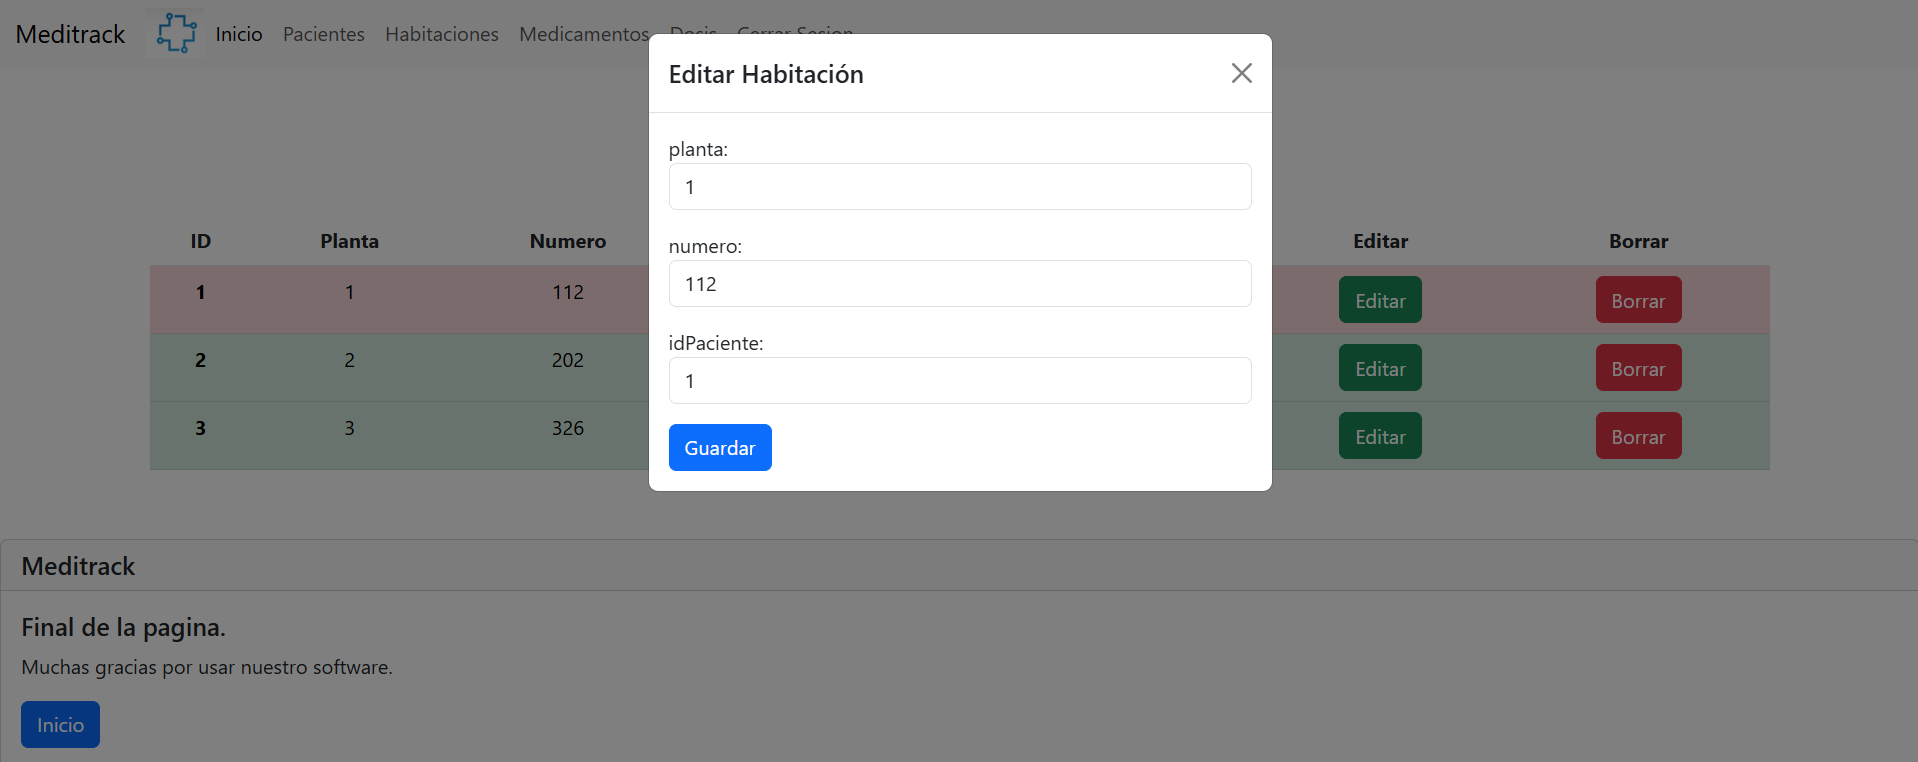 Meditrack Inicio Pacientes Habitaciones Medicamentos Dosis Cerrar Sesion
Editar Habitación
planta:
1
numero:
112
idPaciente:
1
Guardar
ID Planta Numero Editar Borrar
1 1 112 Editar Borrar
2 2 202 Editar Borrar
3 3 326 Editar Borrar
Meditrack
Final de la pagina.
Muchas gracias por usar nuestro software.
Inicio